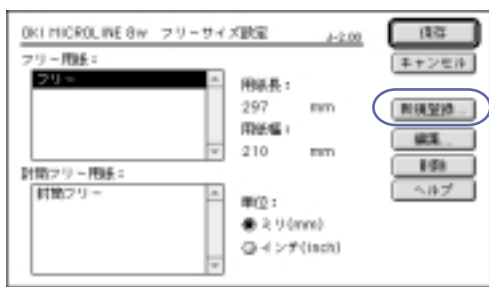 OKI MICROLINE 8w フリーサイズ設定 J-2.00
保存
キャンセル
フリー用紙：
フリー
用紙長：
297 mm
用紙幅：
210 mm
新規登録...
編集...
削除
ヘルプ
封筒フリー用紙：
封筒フリー
単位：
ミリ(mm)
インチ(inch)